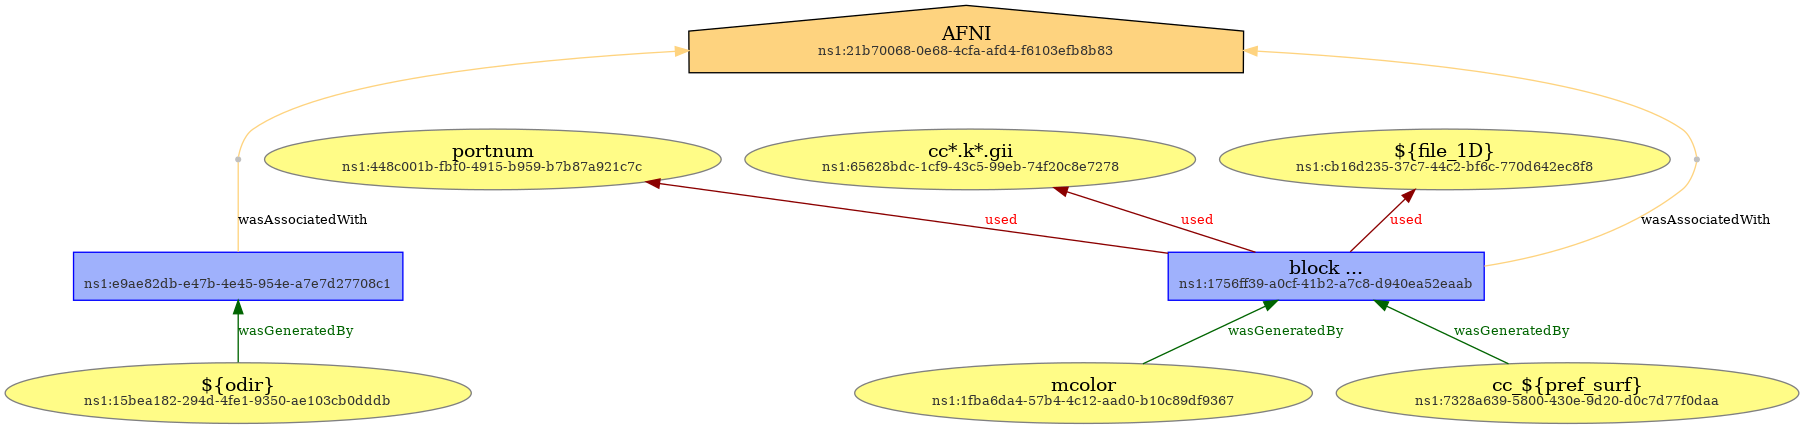 AFNI
ns1:21b70068-0e68-4cfa-afd4-f6103efb8b83
portnum
ns1:448c001b-fbf0-4915-b959-b7b87a921c7c
cc*.k*.gii
ns1:65628bdc-1cf9-43c5-99eb-74f20c8e7278
${file_1D}
ns1:cb16d235-37c7-44c2-bf6c-770d642ec8f8
wasAssociatedWith
used
used
used
wasAssociatedWith
ns1:e9ae82db-e47b-4e45-954e-a7e7d27708c1
block ...
ns1:1756ff39-a0cf-41b2-a7c8-d940ea52eaab
wasGeneratedBy
wasGeneratedBy
wasGeneratedBy
${odir}
ns1:15bea182-294d-4fe1-9350-ae103cb0dddb
mcolor
ns1:1fba6da4-57b4-4c12-aad0-b10c89df9367
cc_${pref_surf}
ns1:7328a639-5800-430e-9d20-d0c7d77f0daa